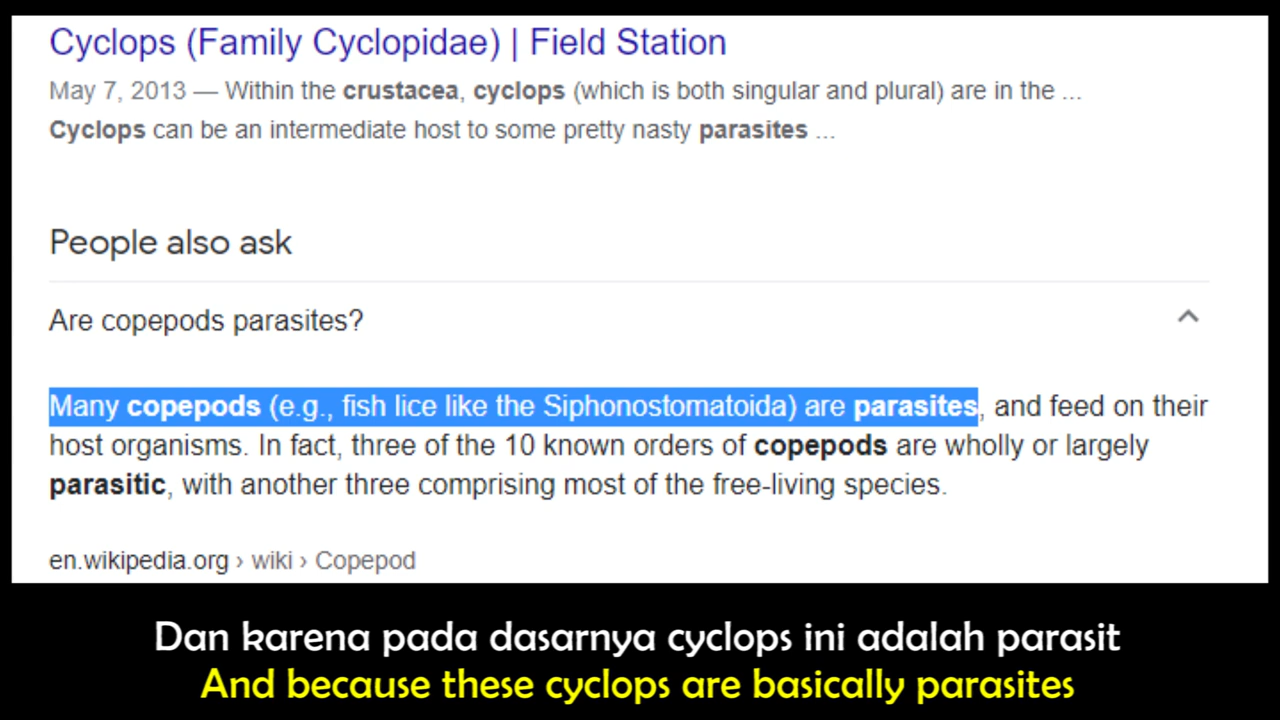 Cyclops (Family Cyclopidae) | Field Station
May 7, 2013 — Within the crustacea, cyclops (which is both singular and plural) are in the ...
Cyclops can be an intermediate host to some pretty nasty parasites ...
People also ask
Are copepods parasites?
Many copepods (e.g., fish lice like the Siphonostomatoida) are parasites, and feed on their
host organisms. In fact, three of the 10 known orders of copepods are wholly or largely
parasitic, with another three comprising most of the free-living species.
en.wikipedia.org › wiki › Copepod
Dan karena pada dasarnya cyclops ini adalah parasit
And because these cyclops are basically parasites